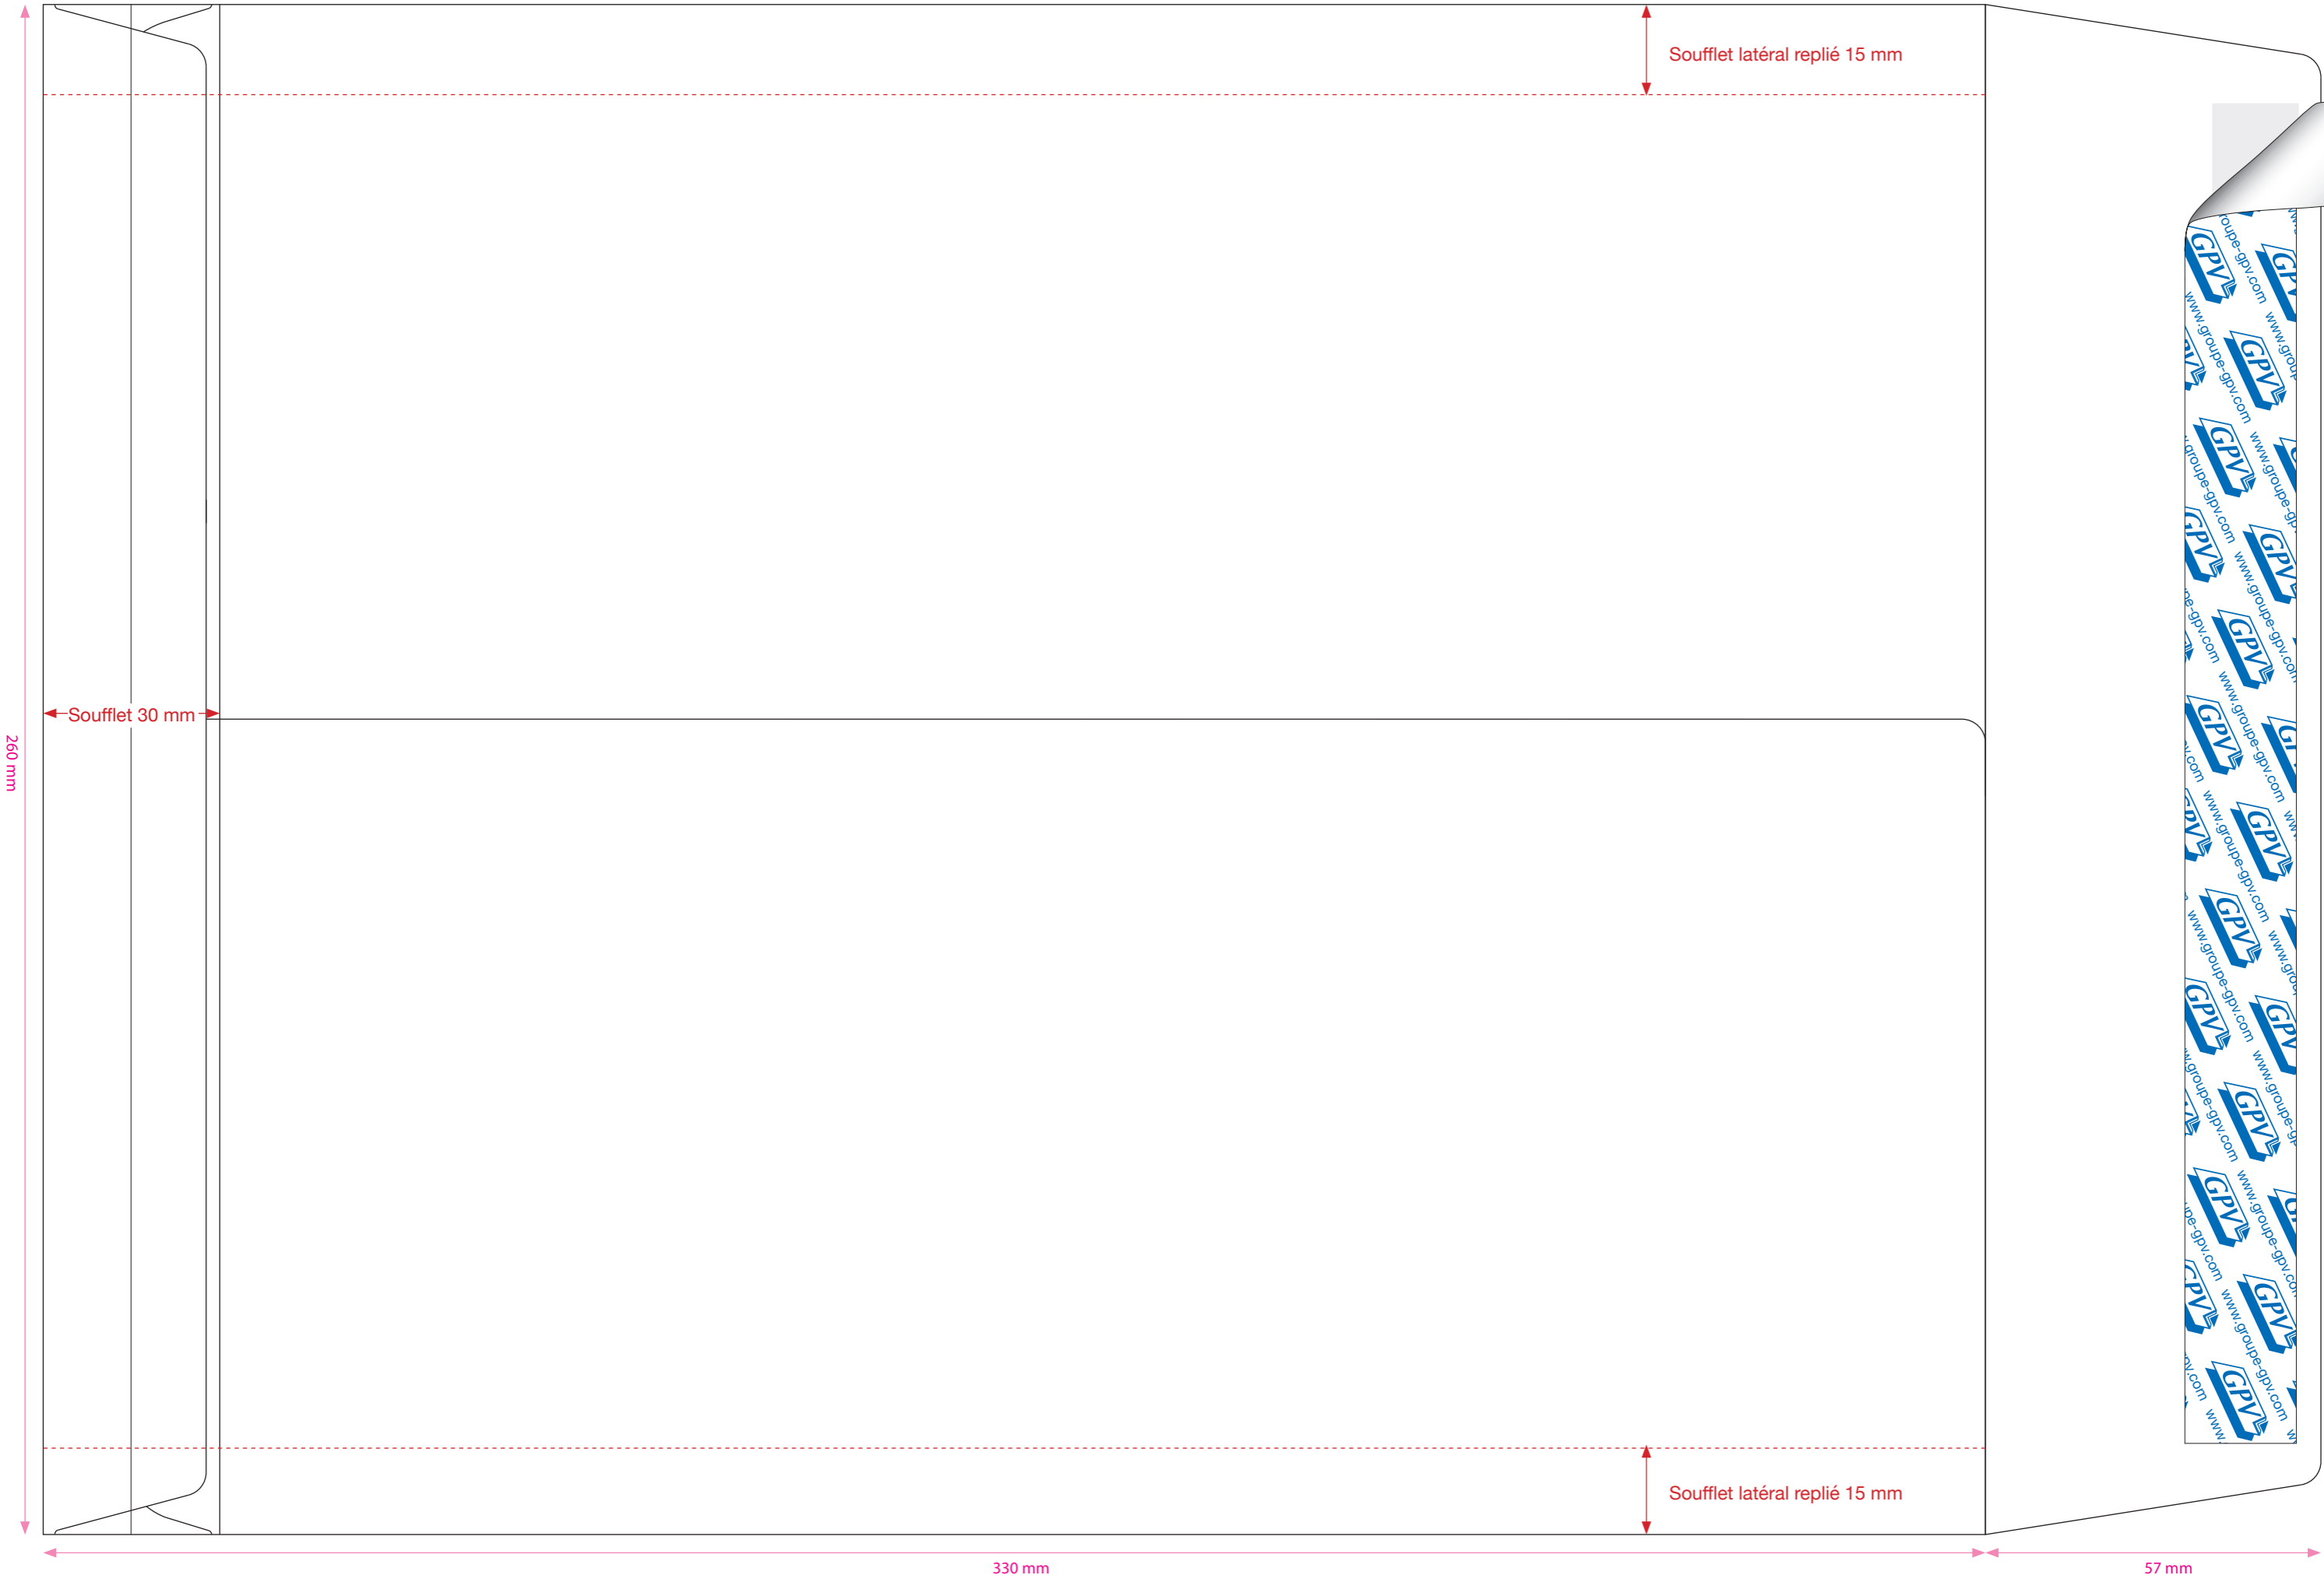 Soufflet latéral replié 15 mm
GPV
www.groupe-gpv.com
Soufflet 30 mm
260 mm
Soufflet latéral replié 15 mm
330 mm
57 mm